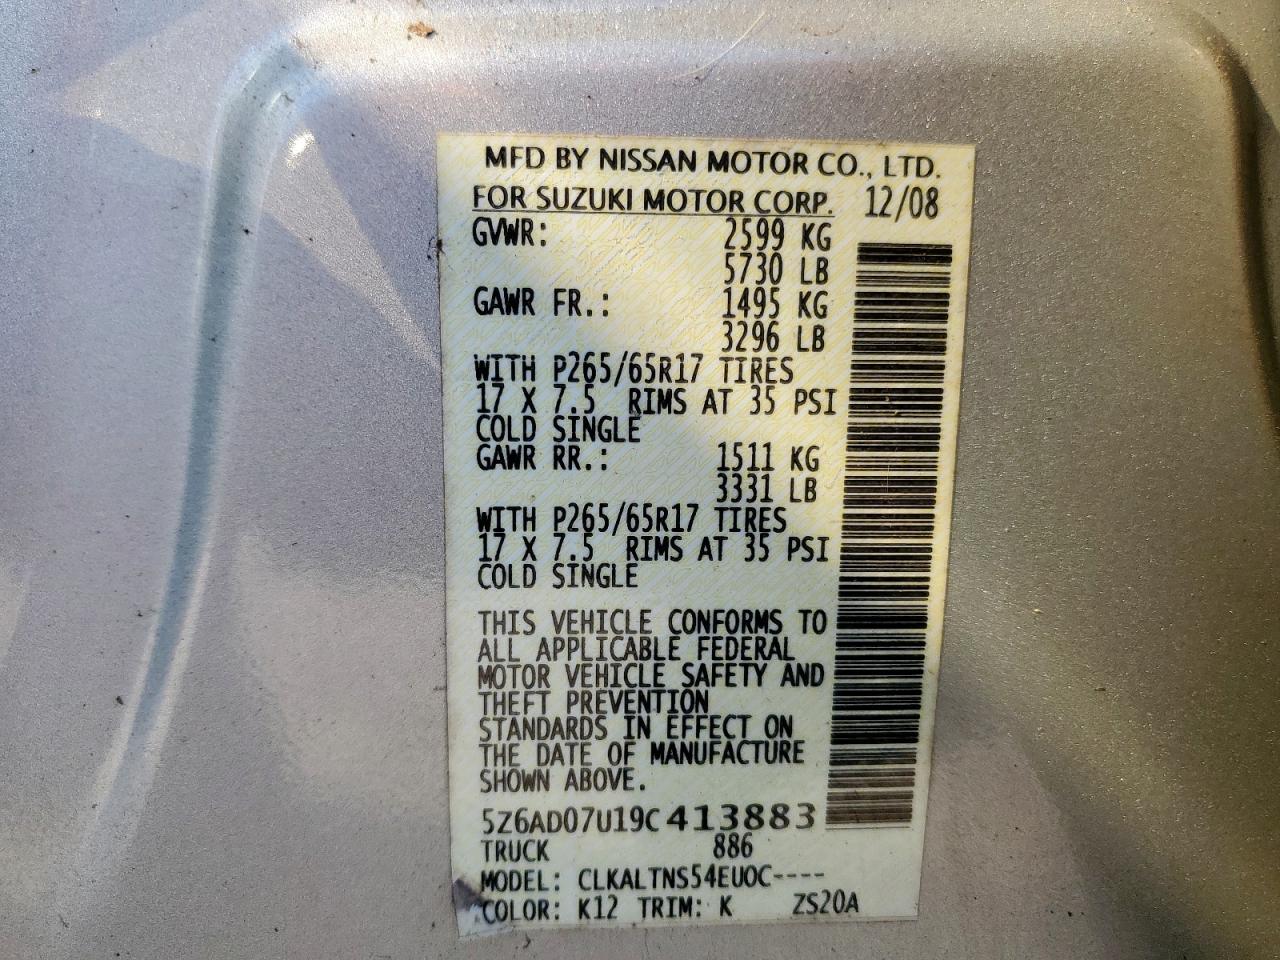 MFD BY NISSAN MOTOR CO., LTD.
FOR SUZUKI MOTOR CORP. 12/08
GVWR: 2599 KG
5730 LB
GAWR FR.: 1495 KG
3296 LB
WITH P265/65R17 TIRES
17 X 7.5 RIMS AT 35 PSI
COLD SINGLE
GAWR RR.: 1511 KG
3331 LB
WITH P265/65R17 TIRES
17 X 7.5 RIMS AT 35 PSI
COLD SINGLE
THIS VEHICLE CONFORMS TO
ALL APPLICABLE FEDERAL
MOTOR VEHICLE SAFETY AND
THEFT PREVENTION
STANDARDS IN EFFECT ON
THE DATE OF MANUFACTURE
SHOWN ABOVE.
5Z6AD07U19C413883
TRUCK 886
MODEL: CLKALTNS54EUOC----
COLOR: K12 TRIM: K ZS20A